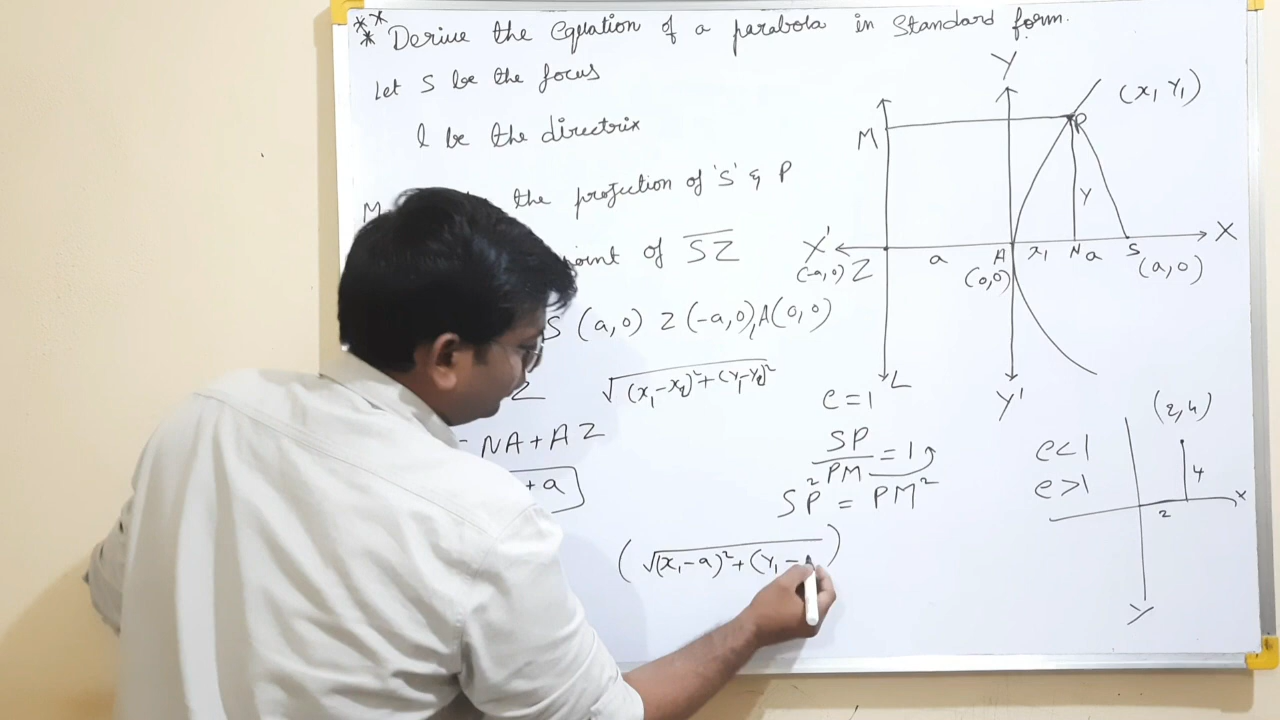 *** Derive the equation of a parabola in Standard form.
Let S be the focus
l be the directrix
M the projection of 'S' & P
point of SZ
S (a,0) Z (-a,0), A(0,0)
Z √(x₁-x₂)²+(y₁-y₂)²
= NA+AZ
+a
e=1
SP/PM = 1
SP² = PM²
(√(x₁-a)²+(y₁-
)
Y
(x₁ y₁)
M
P
Y
X'
(-a,0) Z
a
A
(0,0)
x₁
N
a
S
(a,0)
X
L
Y'
e<1
e>1
(2,4)
4
2
X
Y